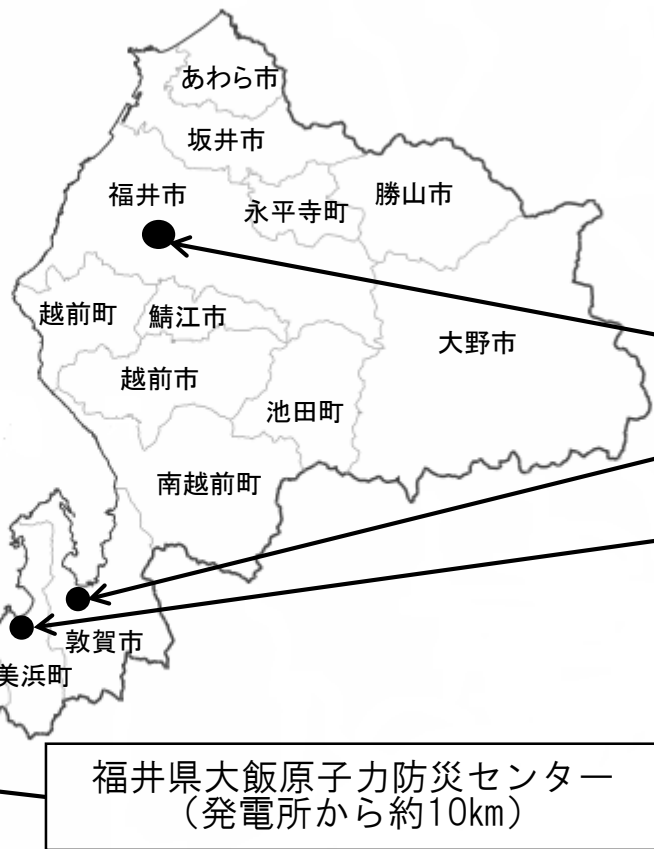 あわら市
坂井市
福井市
永平寺町
勝山市
越前町
鯖江市
大野市
越前市
池田町
南越前町
敦賀市
美浜町
福井県大飯原子力防災センター
（発電所から約10km）